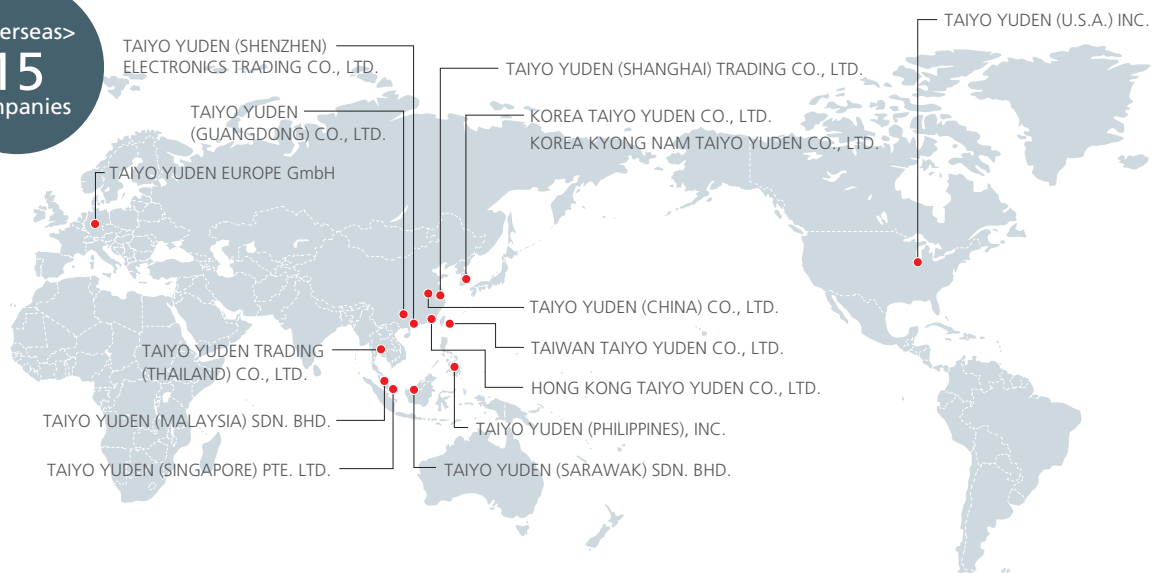 erseas>
15
mpanies
TAIYO YUDEN (U.S.A.) INC.
TAIYO YUDEN (SHENZHEN)
ELECTRONICS TRADING CO., LTD.
TAIYO YUDEN (SHANGHAI) TRADING CO., LTD.
TAIYO YUDEN
(GUANGDONG) CO., LTD.
KOREA TAIYO YUDEN CO., LTD.
KOREA KYONG NAM TAIYO YUDEN CO., LTD.
TAIYO YUDEN EUROPE GmbH
TAIYO YUDEN (CHINA) CO., LTD.
TAIWAN TAIYO YUDEN CO., LTD.
TAIYO YUDEN TRADING
(THAILAND) CO., LTD.
HONG KONG TAIYO YUDEN CO., LTD.
TAIYO YUDEN (MALAYSIA) SDN. BHD.
TAIYO YUDEN (PHILIPPINES), INC.
TAIYO YUDEN (SINGAPORE) PTE. LTD.
TAIYO YUDEN (SARAWAK) SDN. BHD.